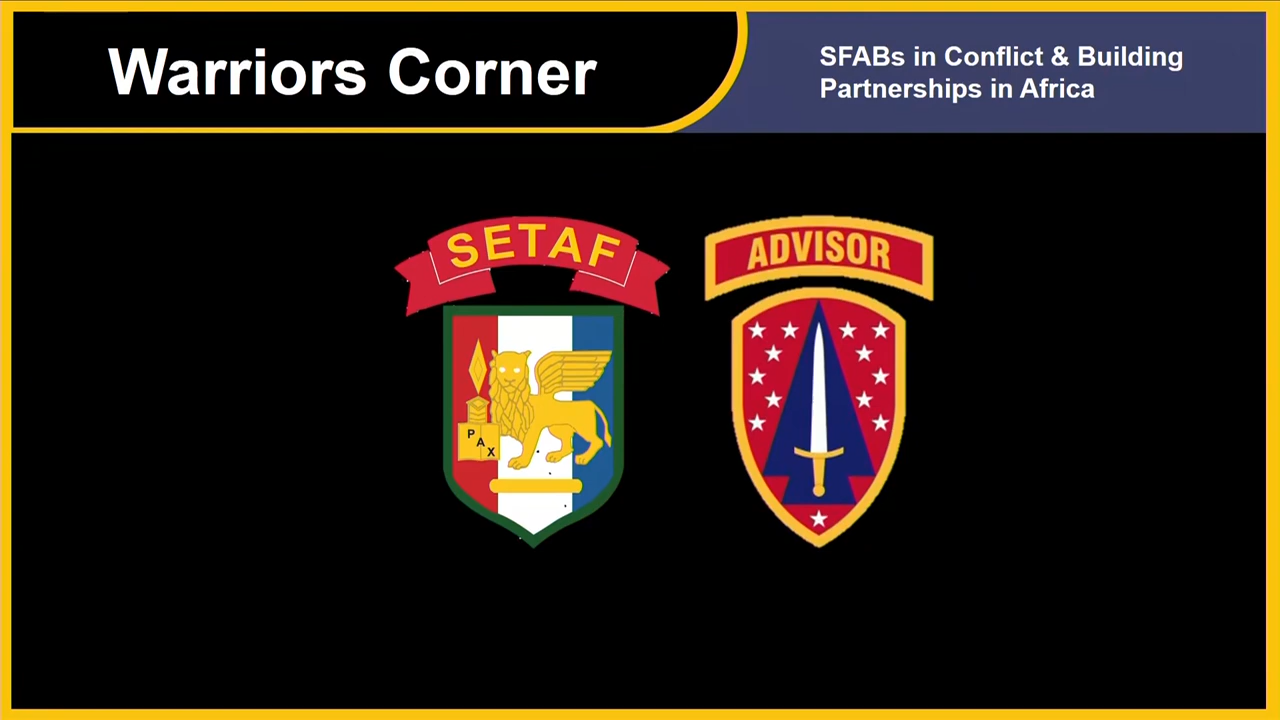 Warriors Corner
SFABs in Conflict & Building
Partnerships in Africa
SETAF
ADVISOR
P
A
X